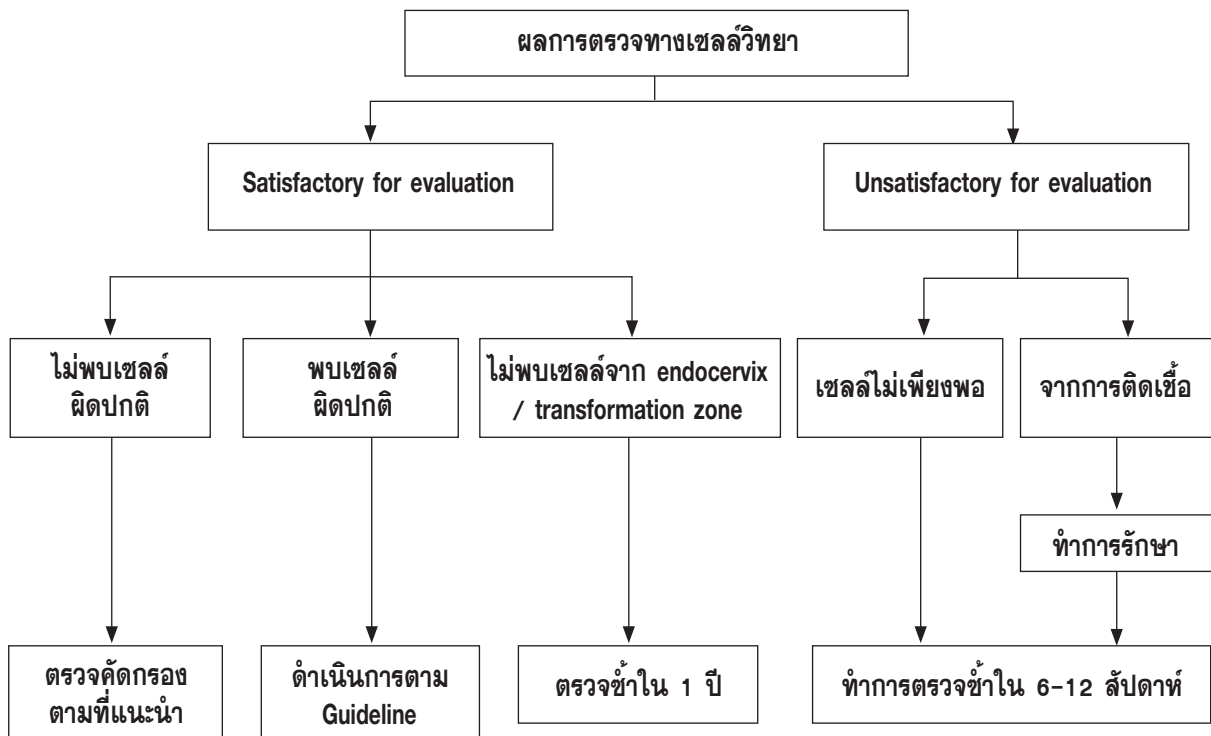 ผลการตรวจทางเซลล์วิทยา
Satisfactory for evaluation
Unsatisfactory for evaluation
ไม่พบเซลล์
ผิดปกติ
พบเซลล์
ผิดปกติ
ไม่พบเซลล์จาก endocervix
/ transformation zone
เซลล์ไม่เพียงพอ
จากการติดเชื้อ
ทำการรักษา
ตรวจคัดกรอง
ตามที่แนะนำ
ดำเนินการตาม
Guideline
ตรวจซ้ำใน 1 ปี
ทำการตรวจซ้ำใน 6-12 สัปดาห์